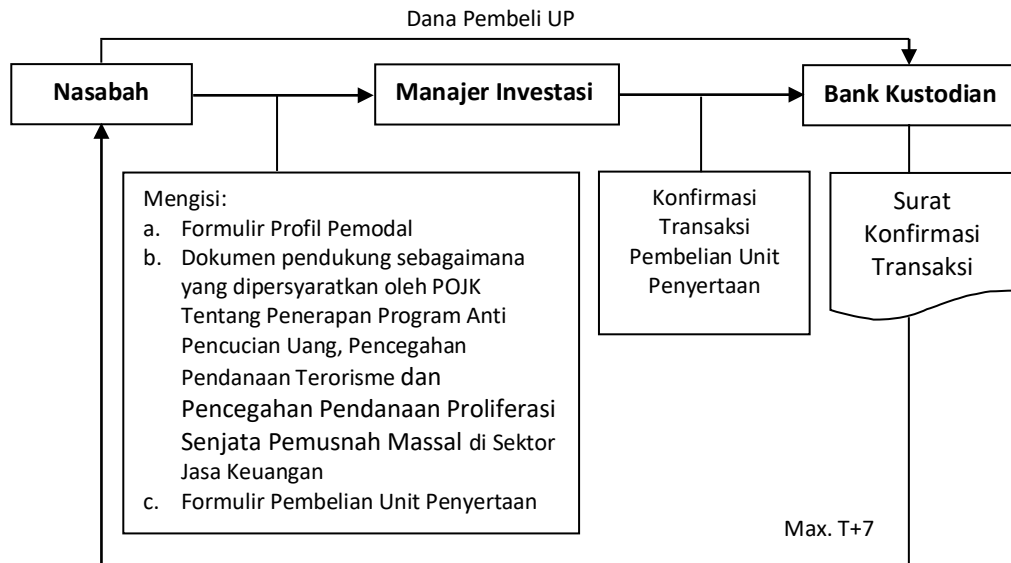 Dana Pembeli UP
Nasabah
Manajer Investasi
Bank Kustodian
Mengisi:
a. Formulir Profil Pemodal
b. Dokumen pendukung sebagaimana
yang dipersyaratkan oleh POJK
Tentang Penerapan Program Anti
Pencucian Uang, Pencegahan
Pendanaan Terorisme dan
Pencegahan Pendanaan Proliferasi
Senjata Pemusnah Massal di Sektor
Jasa Keuangan
c. Formulir Pembelian Unit Penyertaan
Konfirmasi
Transaksi
Pembelian Unit
Penyertaan
Surat
Konfirmasi
Transaksi
Max. T+7